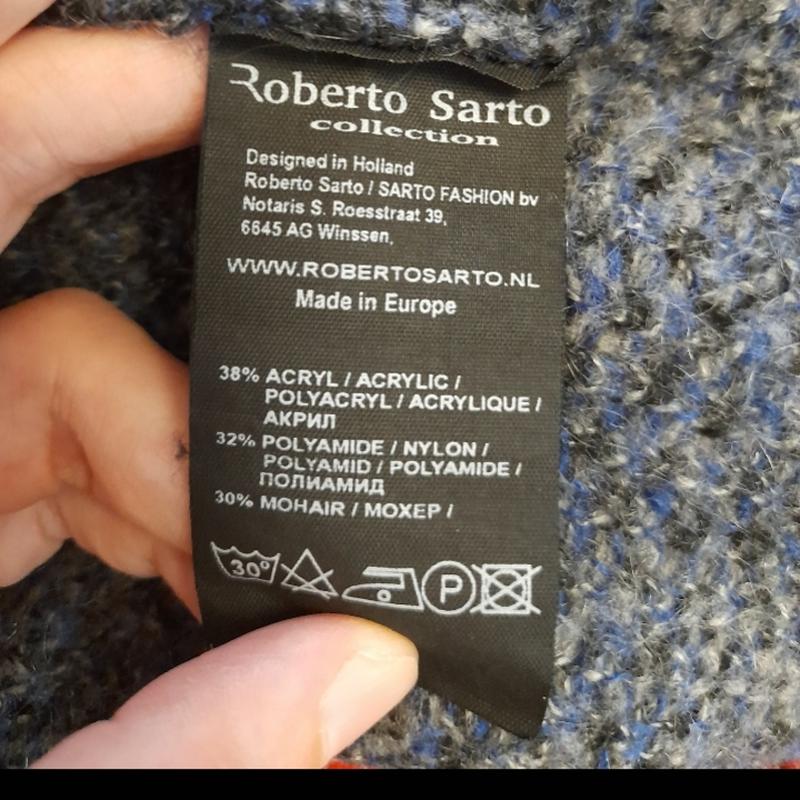 Roberto Sarto
collection
Designed in Holland
Roberto Sarto / SARTO FASHION bv
Notaris S. Roesstraat 39,
6645 AG Winssen,
WWW.ROBERTOSARTO.NL
Made in Europe
38% ACRYL / ACRYLIC /
POLYACRYL / ACRYLIQUE /
АКРИЛ
32% POLYAMIDE / NYLON /
POLYAMID / POLYAMIDE /
ПОЛИАМИД
30% MOHAIR / МОХЕР /
30° P